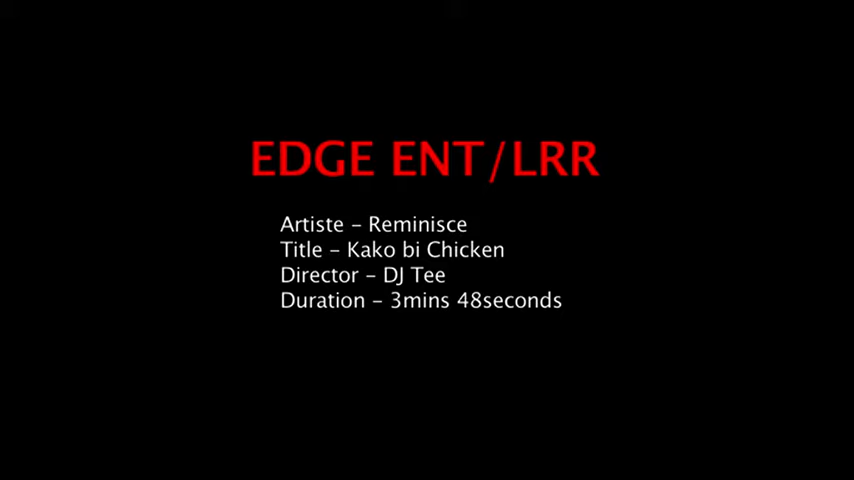 EDGE ENT/LRR
Artiste – Reminisce
Title – Kako bi Chicken
Director – DJ Tee
Duration – 3mins 48seconds